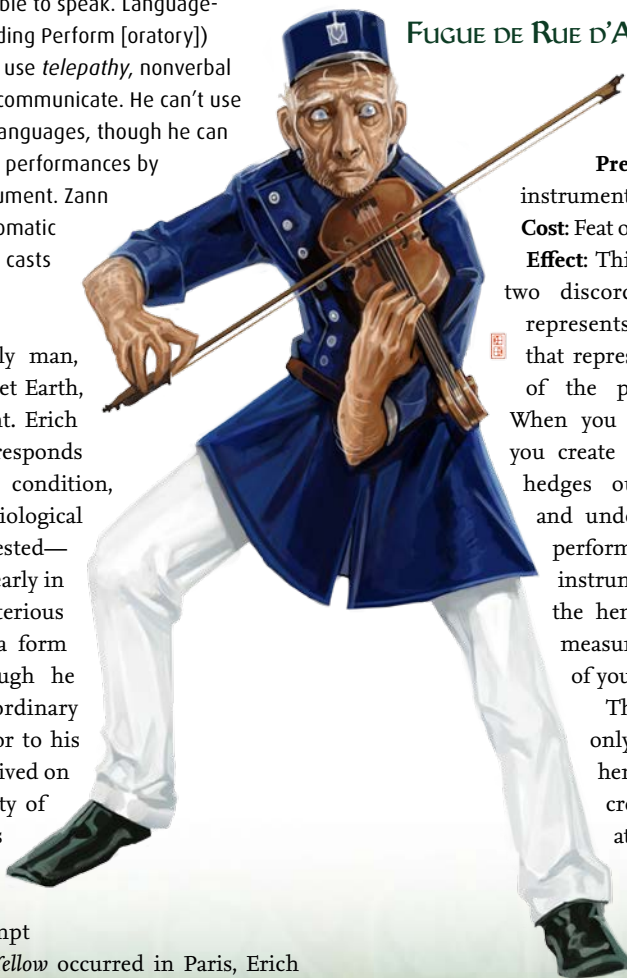 ble to speak. Language-
ding Perform [oratory])
use telepathy, nonverbal
communicate. He can’t use
anguages, though he can
performances by
ument. Zann
omatic
casts
ly man,
et Earth,
nt. Erich
responds
condition,
iological
ested—
early in
terious
a form
ugh he
ordinary
or to his
ived on
ty of
s
mpt
Yellow occurred in Paris, Erich
FUGUE DE RUE D’A
Pre
instrument
Cost: Feat o
Effect: Thi
two discord
represents
that repres
of the p
When you
you create
hedges ou
and unde
perform
instrun
the her
measur
of you
Th
only
her
cre
at